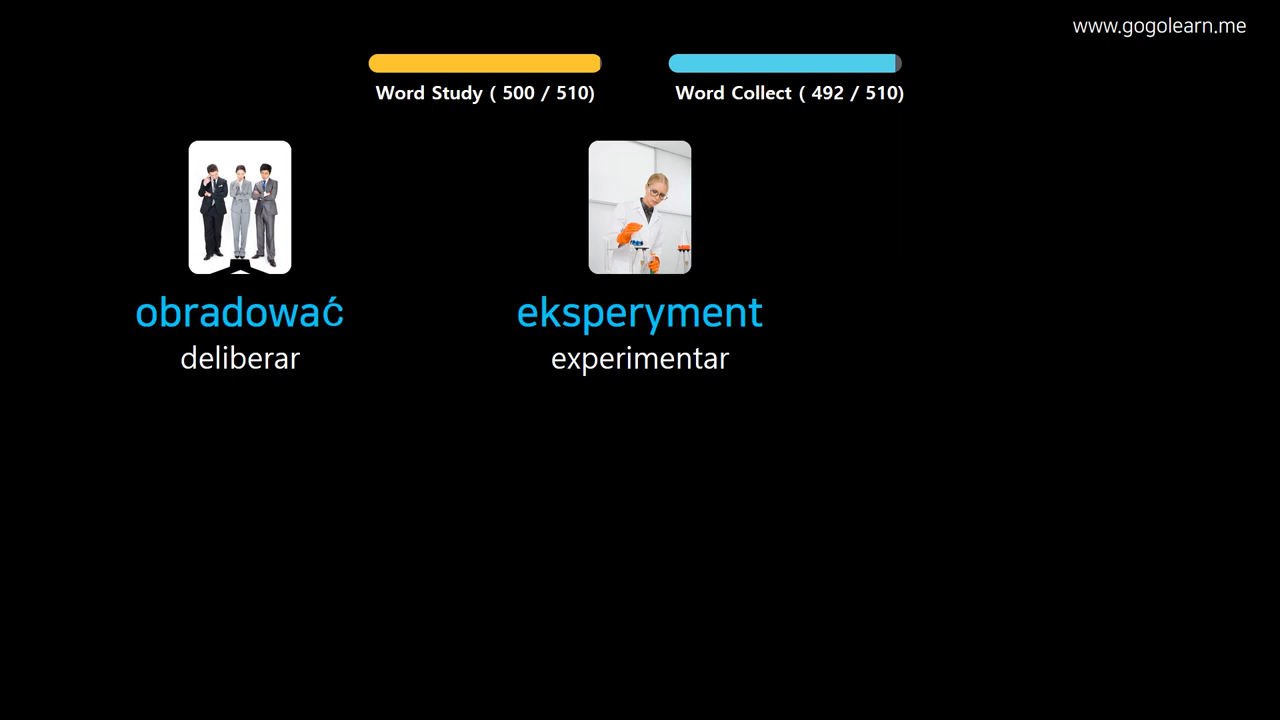 www.gogolearn.me
Word Study ( 500 / 510)
Word Collect ( 492 / 510)
obradować
deliberar
eksperyment
experimentar